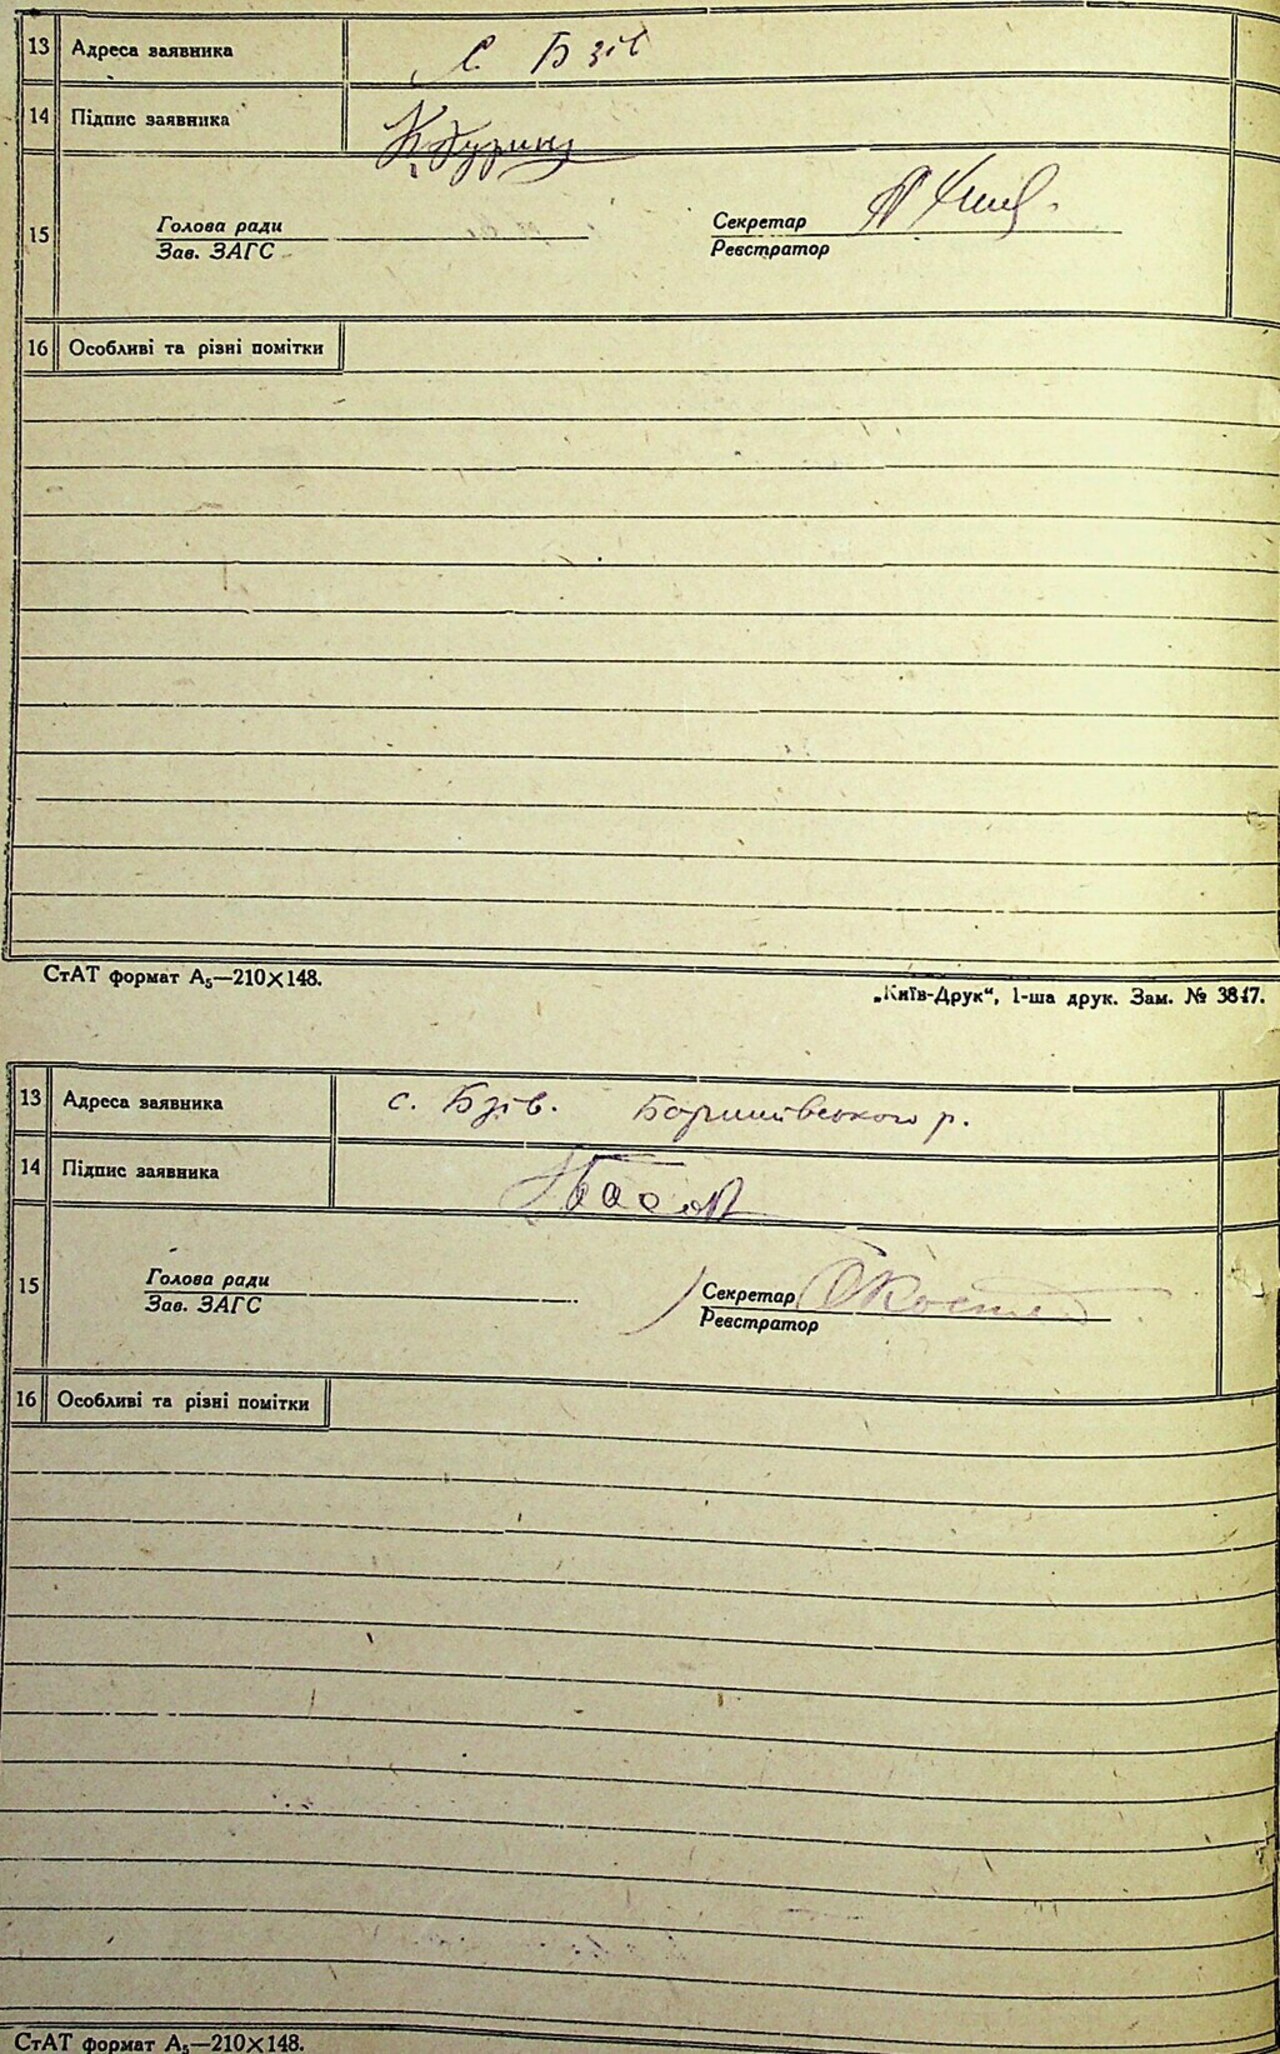 13 Адреса заявника с Бзів
14 Підпис заявника
15 Голова ради
Зав. ЗАГС
Секретар
Реєстратор
16 Особливі та різні помітки
СтАТ формат А₅—210×148.
„Київ-Друк“, 1-ша друк. Зам. № 3847.
13 Адреса заявника с. Бзів. Баришівського р.
14 Підпис заявника
15 Голова ради
Зав. ЗАГС
Секретар
Реєстратор
16 Особливі та різні помітки
СтАТ формат А₅—210×148.